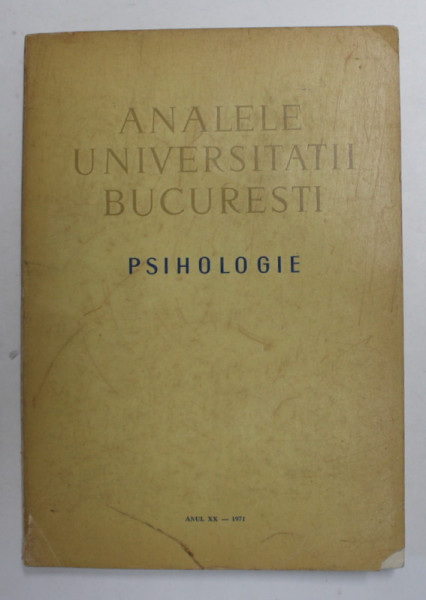 ANALELE
UNIVERSITATII
BUCURESTI
PSIHOLOGIE
ANUL XX — 1971